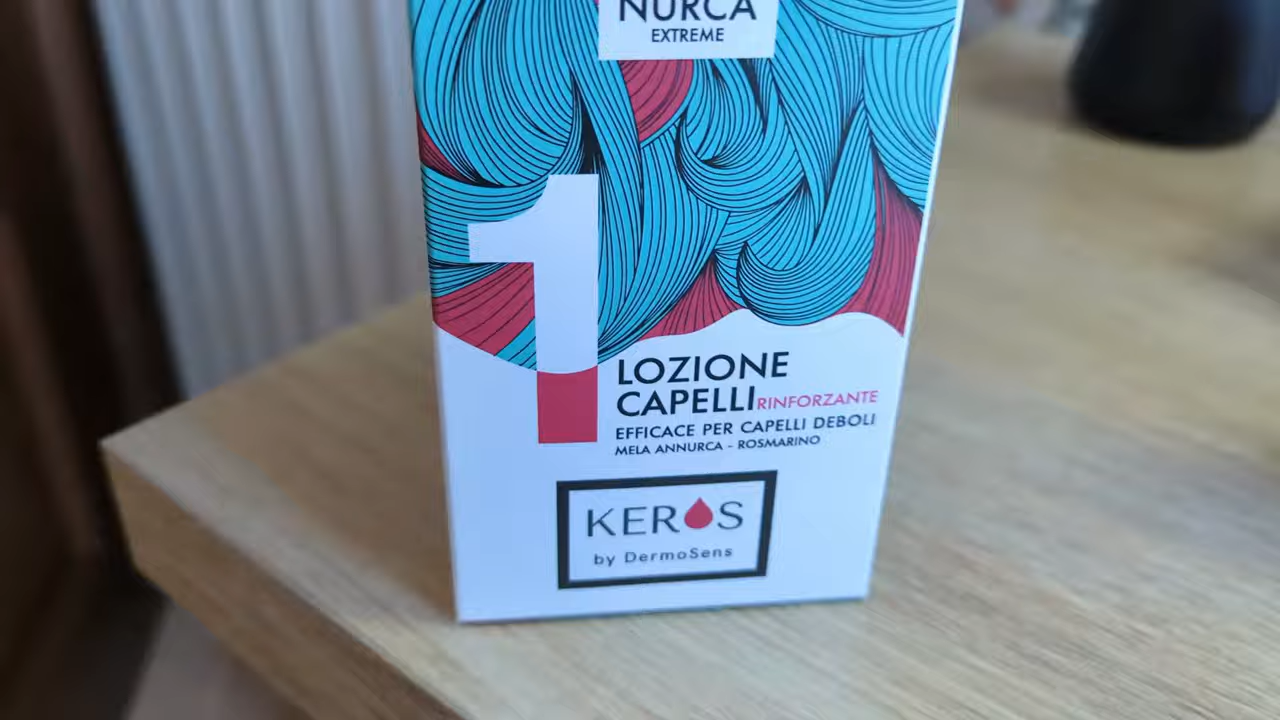 NURCA
EXTREME
1
LOZIONE
CAPELLI RINFORZANTE
EFFICACE PER CAPELLI DEBOLI
MELA ANNURCA - ROSMARINO
KEROS
by DermoSens